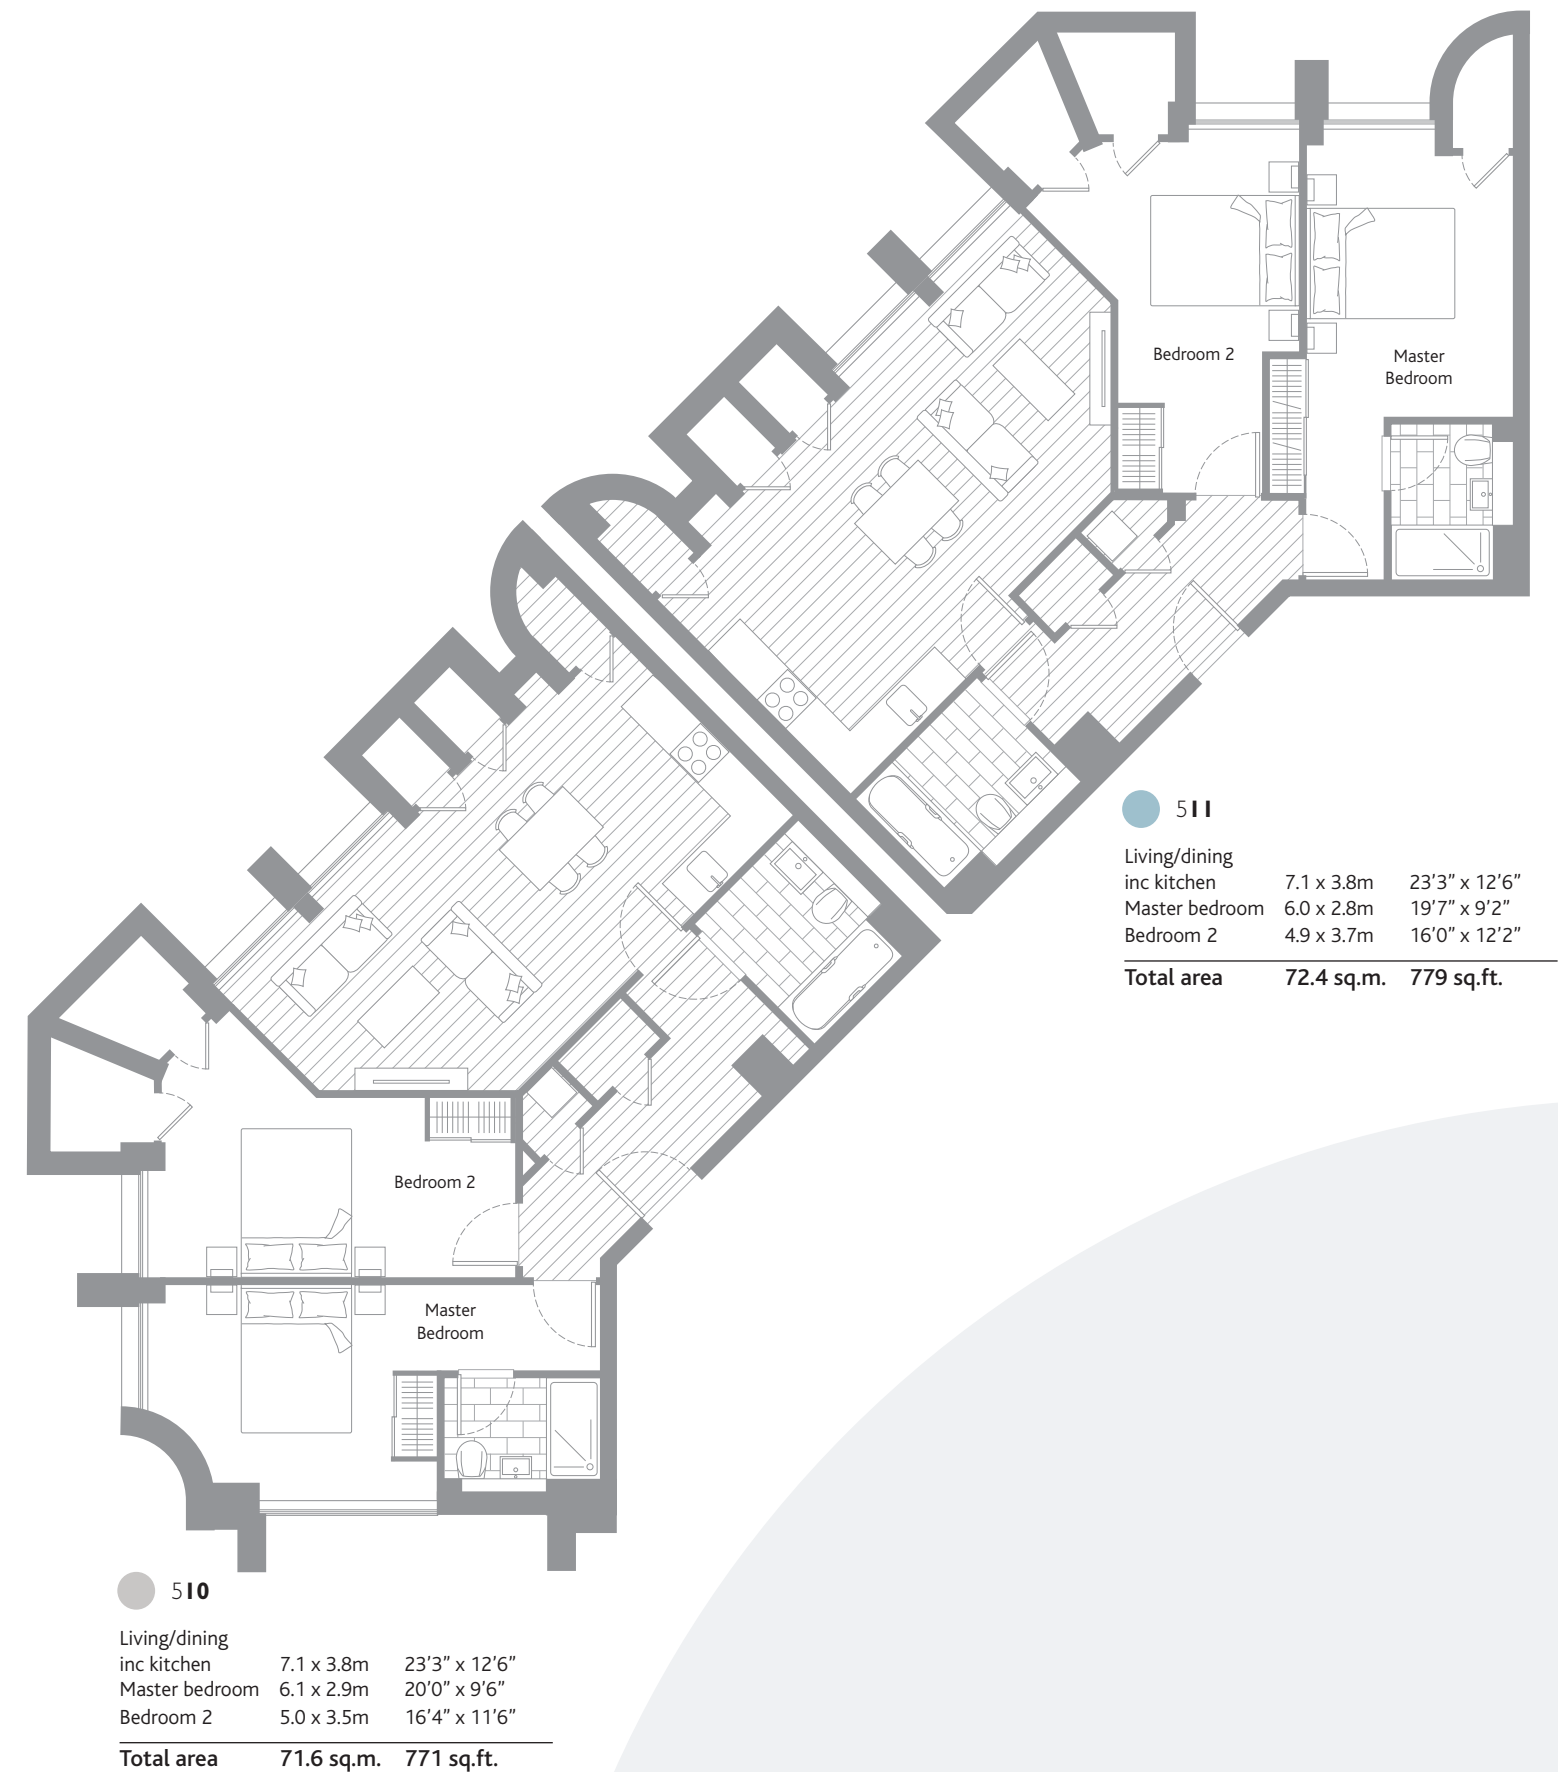 Bedroom 2
Master
Bedroom
511
Living/dining
inc kitchen 7.1 x 3.8m 23’3” x 12’6”
Master bedroom 6.0 x 2.8m 19’7” x 9’2”
Bedroom 2 4.9 x 3.7m 16’0” x 12’2”
Total area 72.4 sq.m. 779 sq.ft.
Bedroom 2
Master
Bedroom
510
Living/dining
inc kitchen 7.1 x 3.8m 23’3” x 12’6”
Master bedroom 6.1 x 2.9m 20’0” x 9’6”
Bedroom 2 5.0 x 3.5m 16’4” x 11’6”
Total area 71.6 sq.m. 771 sq.ft.